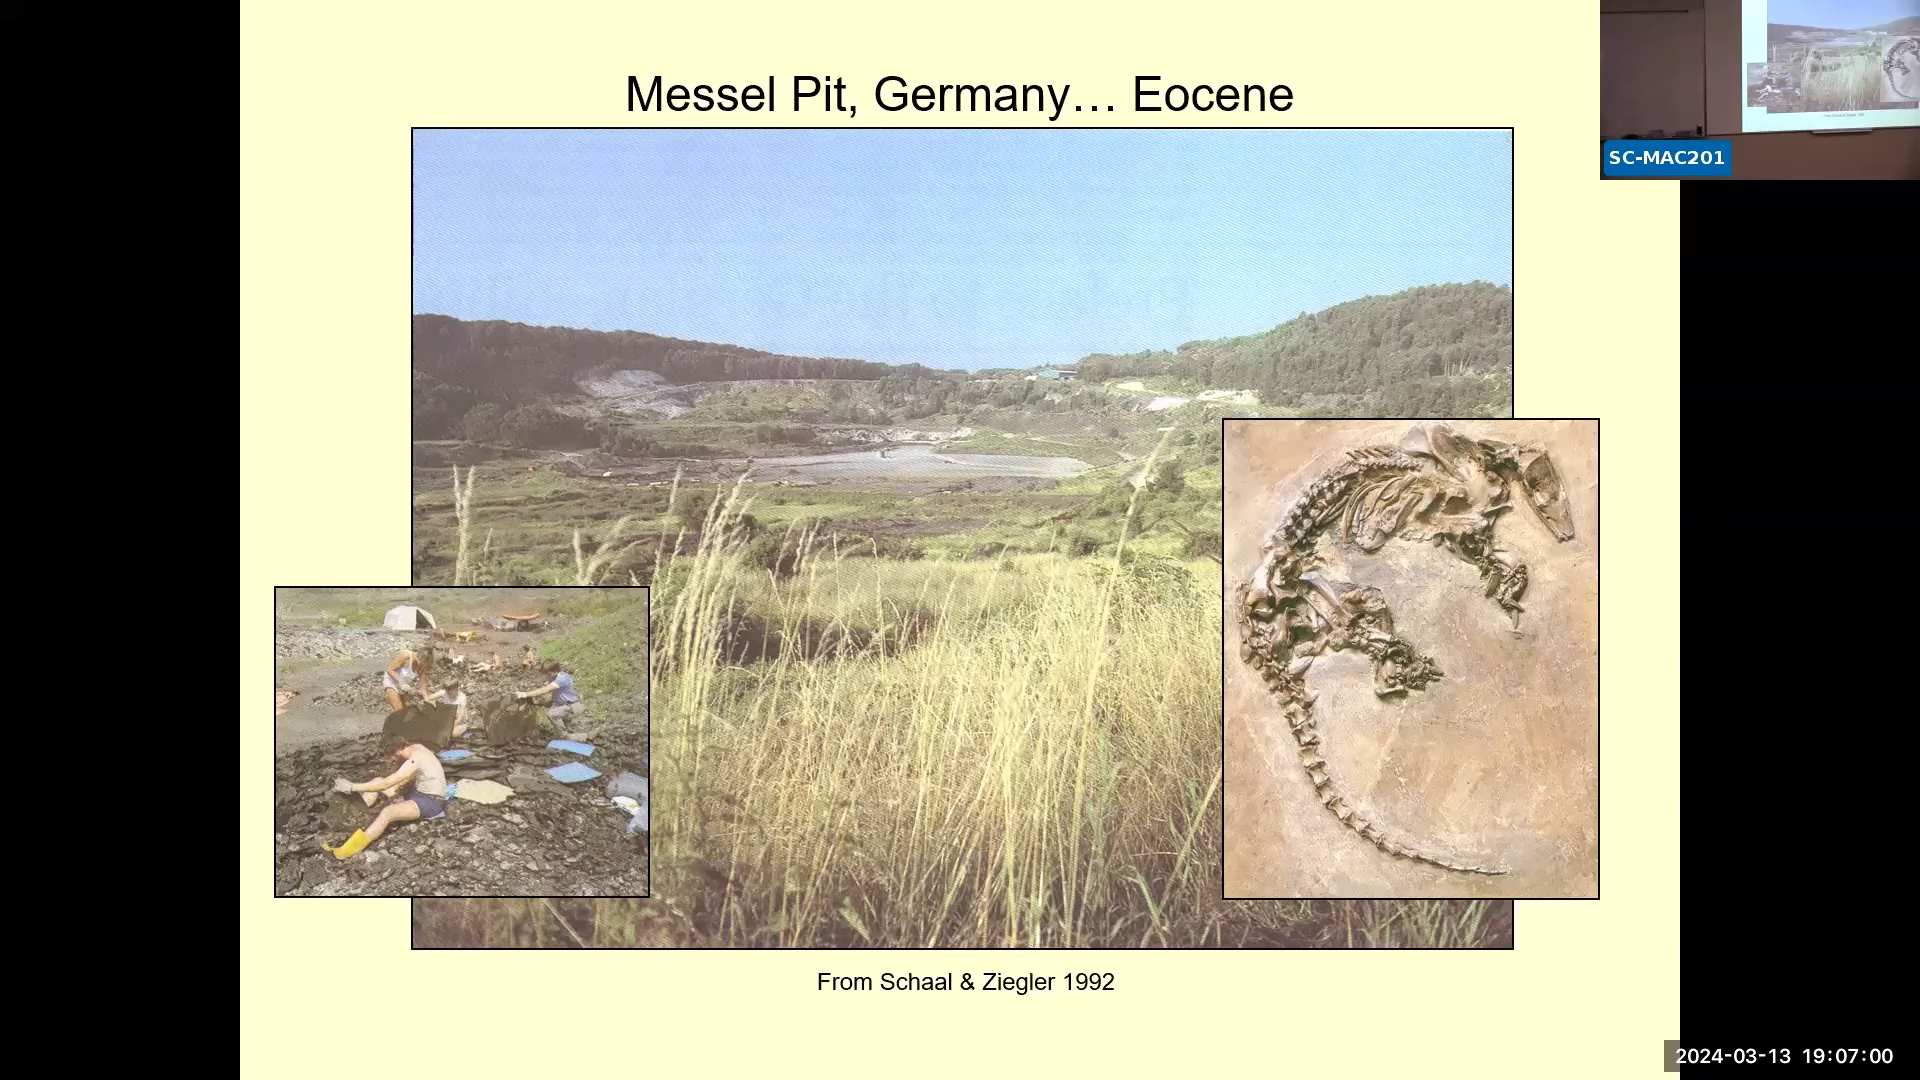 Messel Pit, Germany… Eocene
SC-MAC201
From Schaal & Ziegler 1992
2024-03-13 19:07:00